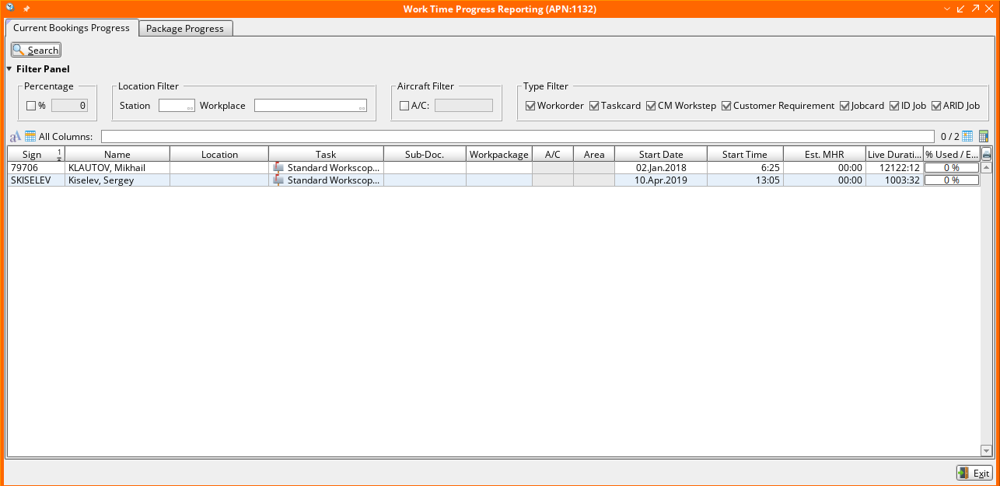 Work Time Progress Reporting (APN:1132)
Current Bookings Progress Package Progress
Search
Filter Panel
Percentage Location Filter Aircraft Filter Type Filter
% 0 Station Workplace A/C: Workorder Taskcard CM Workstep Customer Requirement Jobcard ID Job ARID Job
All Columns: 0 / 2
Sign 1 Name Location Task Sub-Doc. Workpackage A/C Area Start Date Start Time Est. MHR Live Durati... % Used / E...
79706 KLAUTOV, Mikhail Standard Workscop... 02.Jan.2018 6:25 00:00 12122:12 0 %
SKISELEV Kiselev, Sergey Standard Workscop... 10.Apr.2019 13:05 00:00 1003:32 0 %
Exit